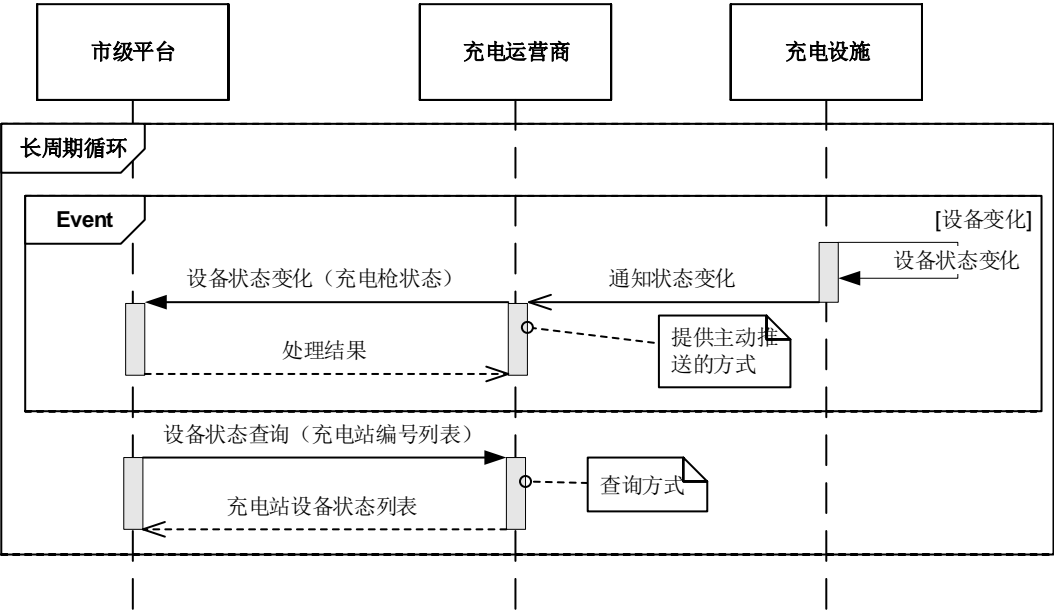 市级平台
充电运营商
充电设施
长周期循环
Event
[设备变化]
设备状态变化
设备状态变化（充电枪状态）
通知状态变化
处理结果
提供主动推
送的方式
设备状态查询（充电站编号列表）
查询方式
充电站设备状态列表